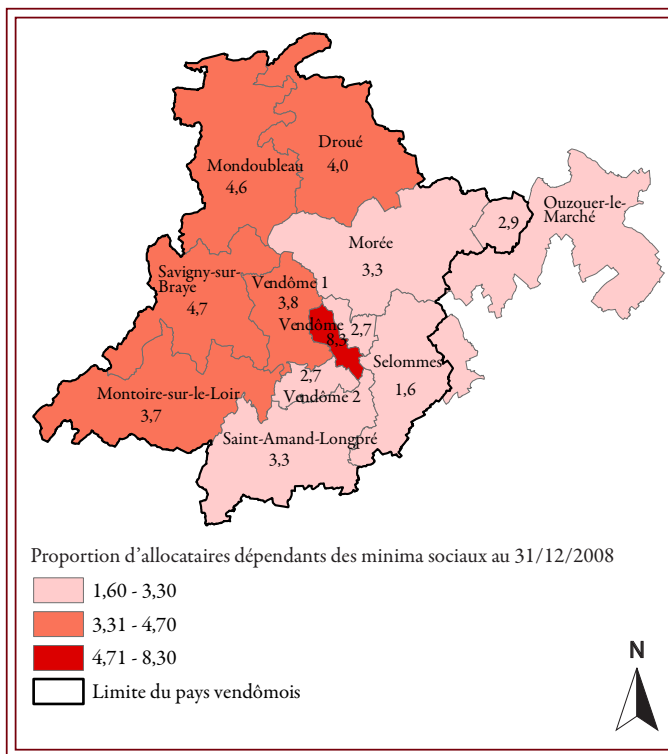 Droué
4,0
Mondoubleau
4,6
Ouzouer-le-
Marché
2,9
Morée
3,3
Savigny-sur-
Braye
4,7
Vendôme 1
3,8
Vendôme
8,3
2,7
Selommes
1,6
2,7
Vendôme 2
Montoire-sur-le-Loir
3,7
Saint-Amand-Longpré
3,3
Proportion d’allocataires dépendants des minima sociaux au 31/12/2008
1,60 - 3,30
3,31 - 4,70
4,71 - 8,30
Limite du pays vendômois
N